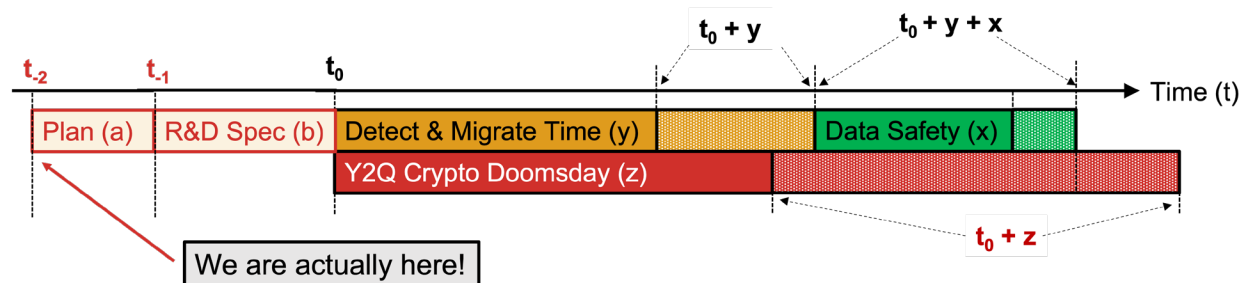 t₀ + y
t₀ + y + x
t₋₂
t₋₁
t₀
Time (t)
Plan (a)
R&D Spec (b)
Detect & Migrate Time (y)
Data Safety (x)
Y2Q Crypto Doomsday (z)
t₀ + z
We are actually here!